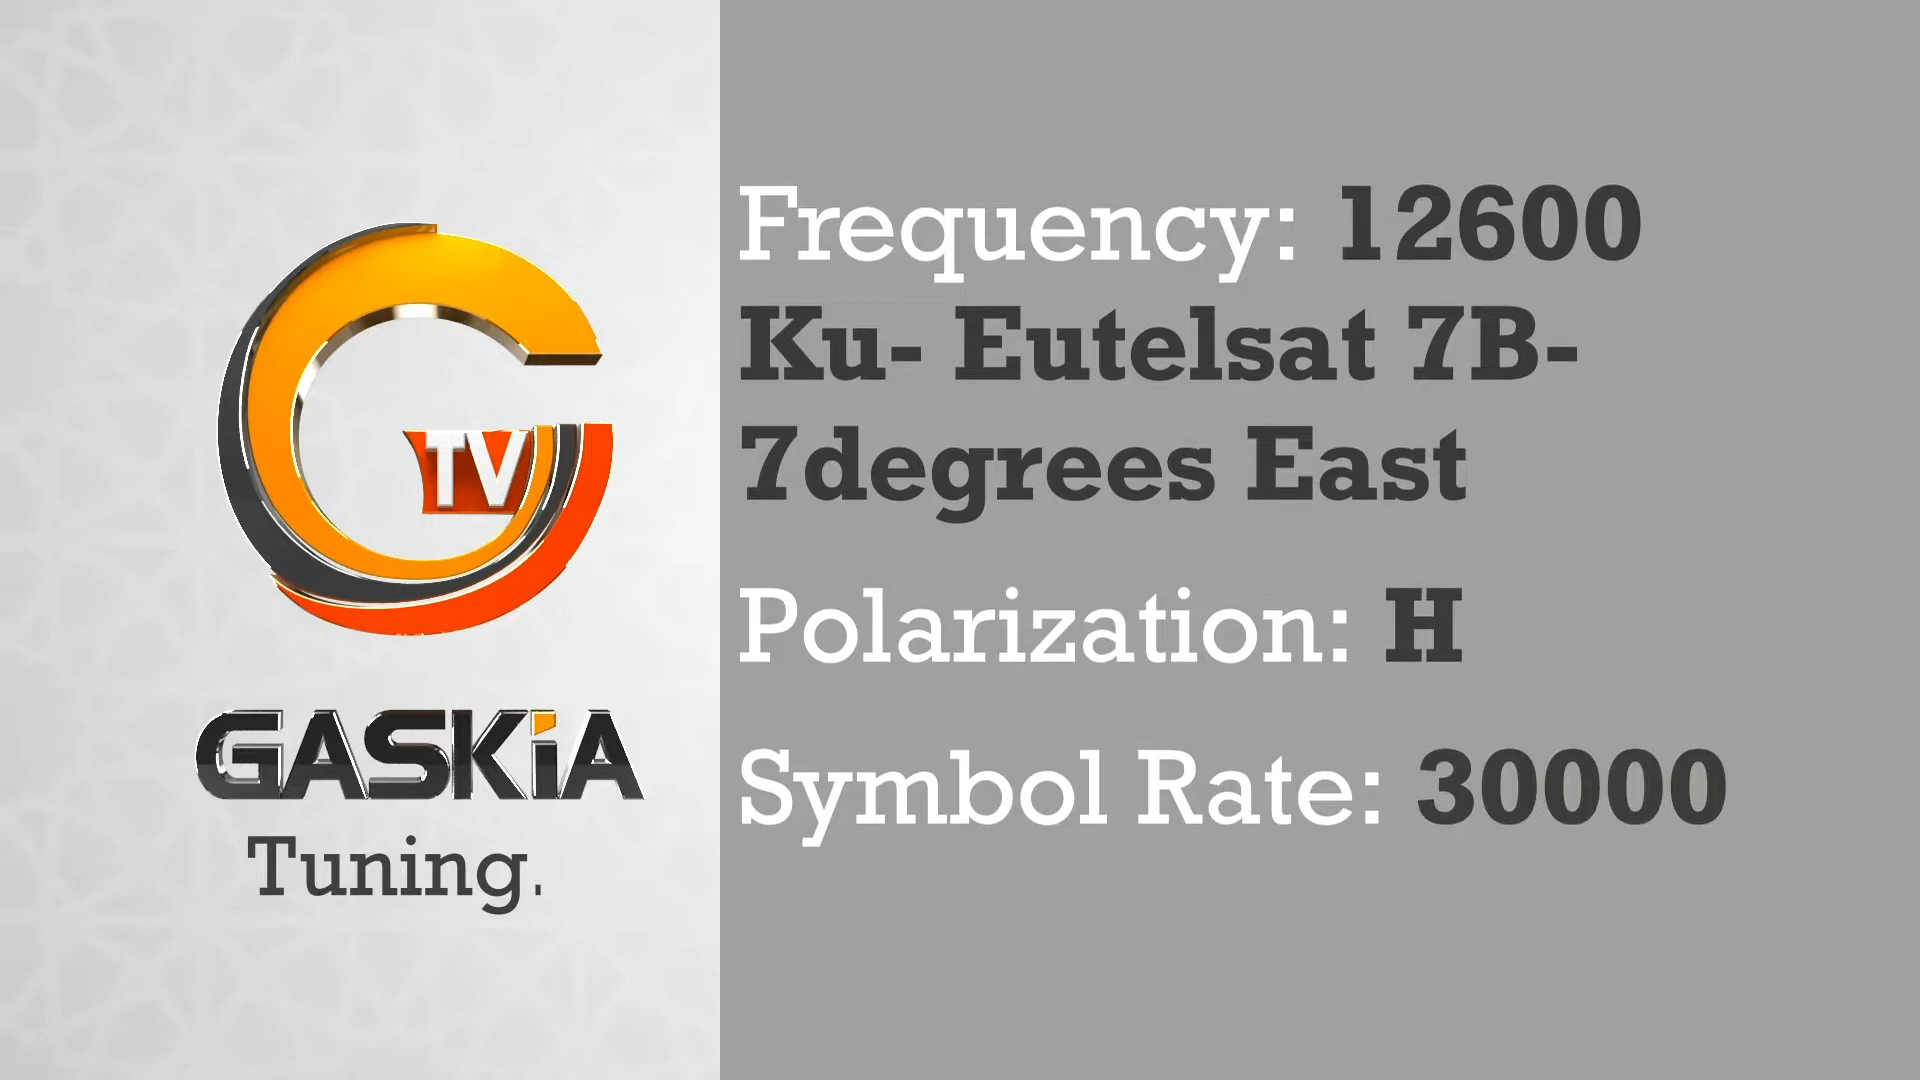 TV
GASKiA
Tuning.
Frequency: 12600
Ku- Eutelsat 7B-
7degrees East
Polarization: H
Symbol Rate: 30000